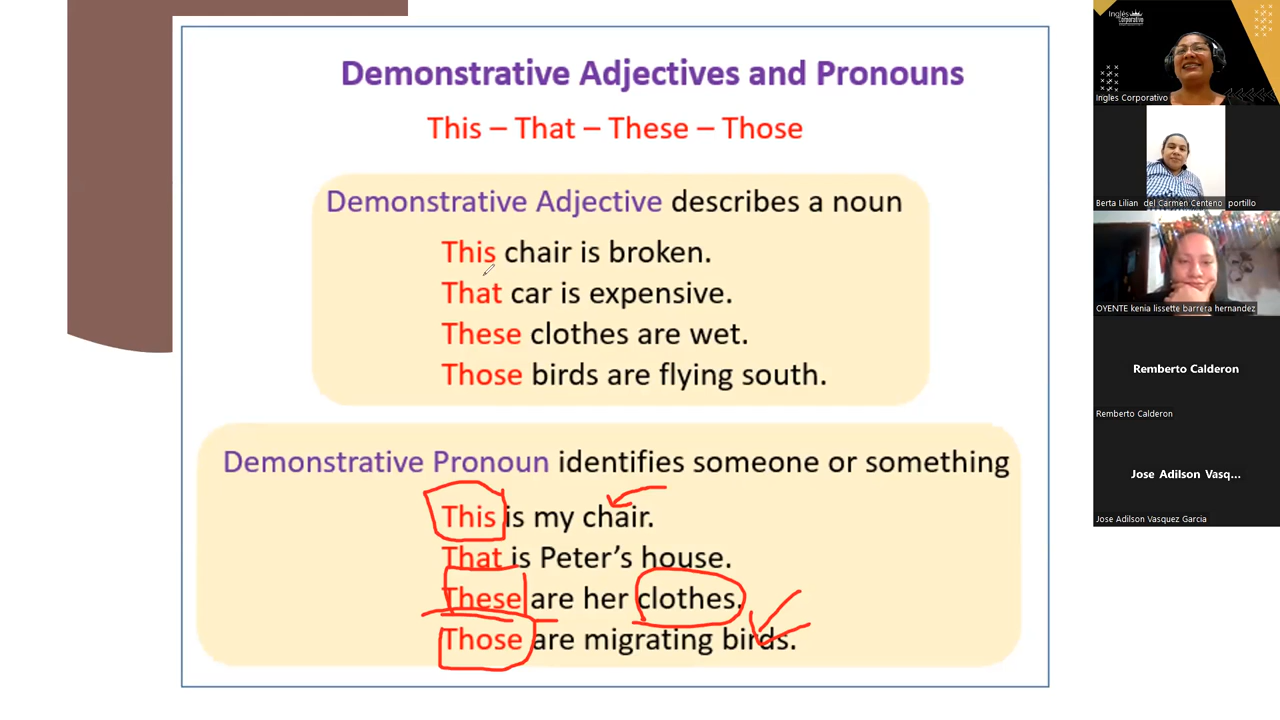 Demonstrative Adjectives and Pronouns
This – That – These – Those
Demonstrative Adjective describes a noun
This chair is broken.
That car is expensive.
These clothes are wet.
Those birds are flying south.
Demonstrative Pronoun identifies someone or something
This is my chair.
That is Peter's house.
These are her clothes.
Those are migrating birds.
Inglés
Corporativo
Ingles Corporativo
Berta Lilian del Carmen Centeno portillo
OYENTE kenia lissette barrera hernandez
Remberto Calderon
Remberto Calderon
Jose Adilson Vasq...
Jose Adilson Vasquez Garcia